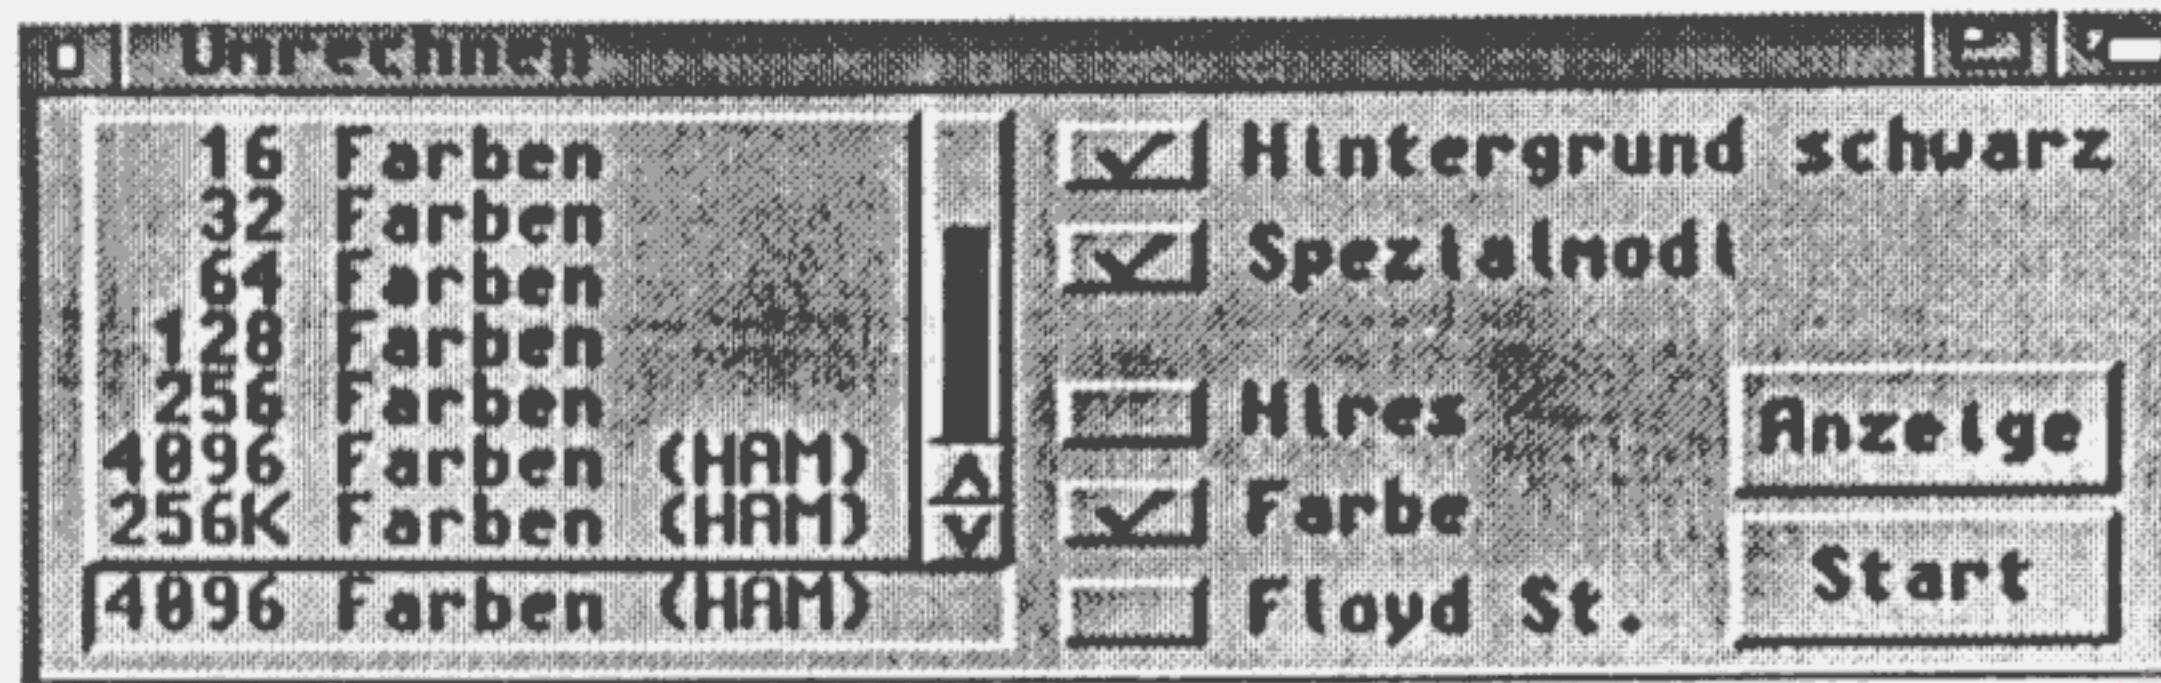 Umrechnen
16 Farben
32 Farben
64 Farben
128 Farben
256 Farben
4096 Farben (HAM)
256K Farben (HAM)
4096 Farben (HAM)
Hintergrund schwarz
Spezialmodi
Hires
Farbe
Floyd St.
Anzeige
Start